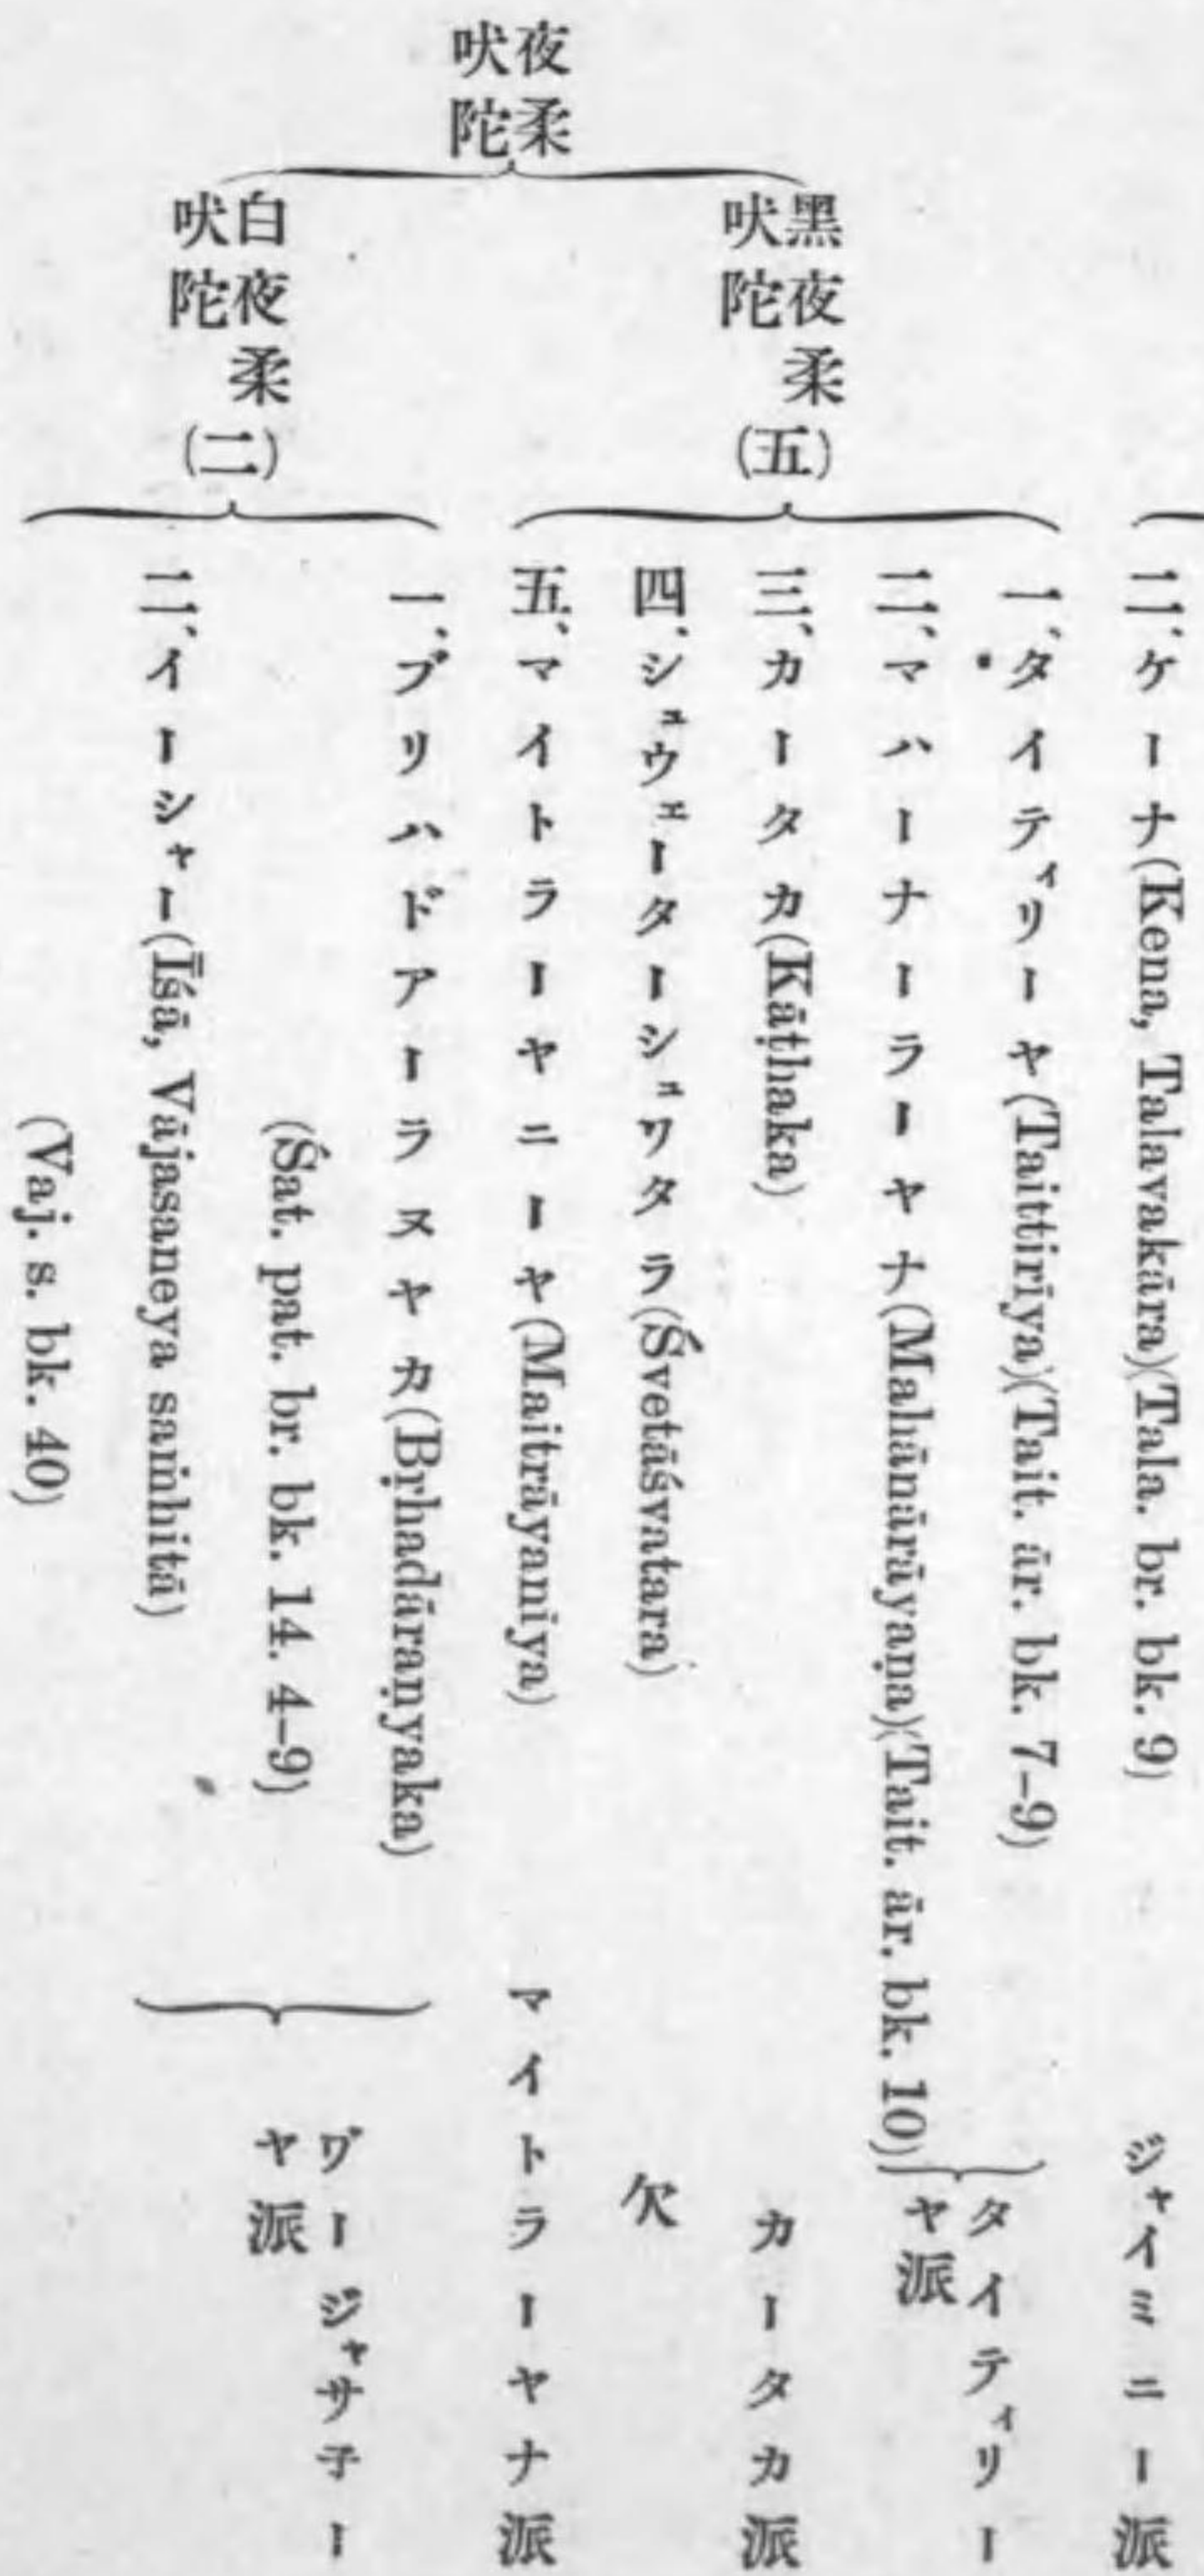 二、ケーナ(Kena, Talavakāra)(Tala. br. bk. 9) ジャイミニー派
夜柔吠陀
黑夜柔吠陀(五)
一、タイティリーヤ(Taittirīya)(Tait. ār. bk. 7–9)
二、マハーナーラーヤナ(Mahānārāyaṇa)(Tait. ār. bk. 10)
タイティリーヤ派
三、カータカ(Kāṭhaka) カータカ派
四、シュウェーターシュワタラ(Śvetāśvatara) 欠
五、マイトラーヤニーヤ(Maitrāyaniya) マイトラーヤナ派
白夜柔吠陀(二)
一、ブリハドアーラヌヤカ(Bṛhadāraṇyaka)
(Śat. pat. br. bk. 14. 4–9)
二、イーシャー(Īśā, Vājasaneya saṁhitā)
(Vaj. s. bk. 40)
ワージャサ子ーヤ派